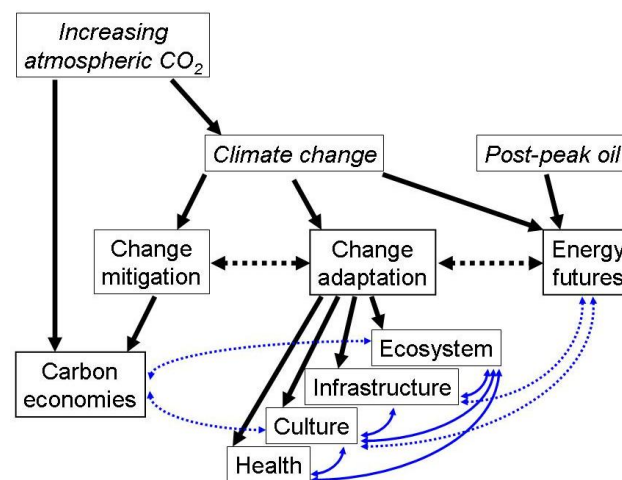 Increasing
atmospheric CO₂
Climate change
Post-peak oil
Change
mitigation
Change
adaptation
Energy
futures
Ecosystem
Carbon
economies
Infrastructure
Culture
Health